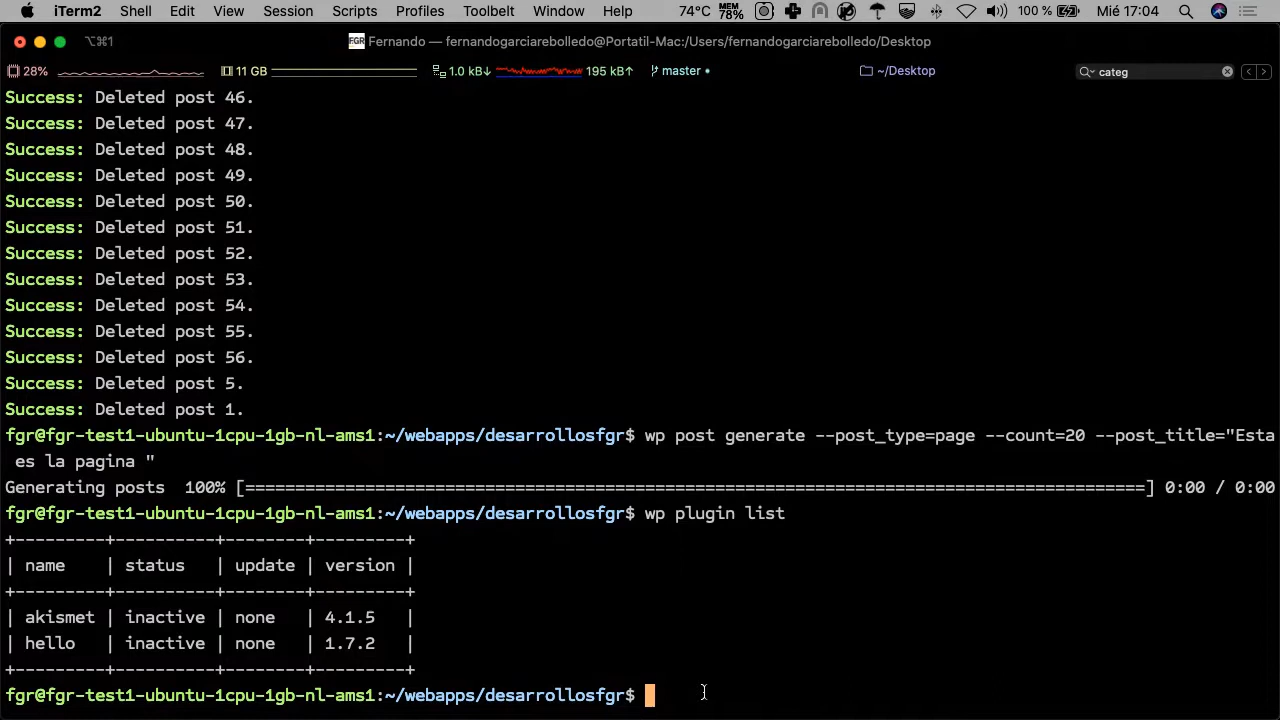 iTerm2 Shell Edit View Session Scripts Profiles Toolbelt Window Help 74°C MEM 78% 100 % Mié 17:04
⌥⌘1 FGR Fernando — fernandogarciarebolledo@Portatil-Mac:/Users/fernandogarciarebolledo/Desktop
28% 11 GB 1.0 kB↓ 195 kB↑ master • ~/Desktop categ
Success: Deleted post 46.
Success: Deleted post 47.
Success: Deleted post 48.
Success: Deleted post 49.
Success: Deleted post 50.
Success: Deleted post 51.
Success: Deleted post 52.
Success: Deleted post 53.
Success: Deleted post 54.
Success: Deleted post 55.
Success: Deleted post 56.
Success: Deleted post 5.
Success: Deleted post 1.
fgr@fgr-test1-ubuntu-1cpu-1gb-nl-ams1:~/webapps/desarrollosfgr$ wp post generate --post_type=page --count=20 --post_title="Esta
es la pagina "
Generating posts  100% [==========================================================================================] 0:00 / 0:00
fgr@fgr-test1-ubuntu-1cpu-1gb-nl-ams1:~/webapps/desarrollosfgr$ wp plugin list
+---------+----------+--------+---------+
| name    | status   | update | version |
+---------+----------+--------+---------+
| akismet | inactive | none   | 4.1.5   |
| hello   | inactive | none   | 1.7.2   |
+---------+----------+--------+---------+
fgr@fgr-test1-ubuntu-1cpu-1gb-nl-ams1:~/webapps/desarrollosfgr$